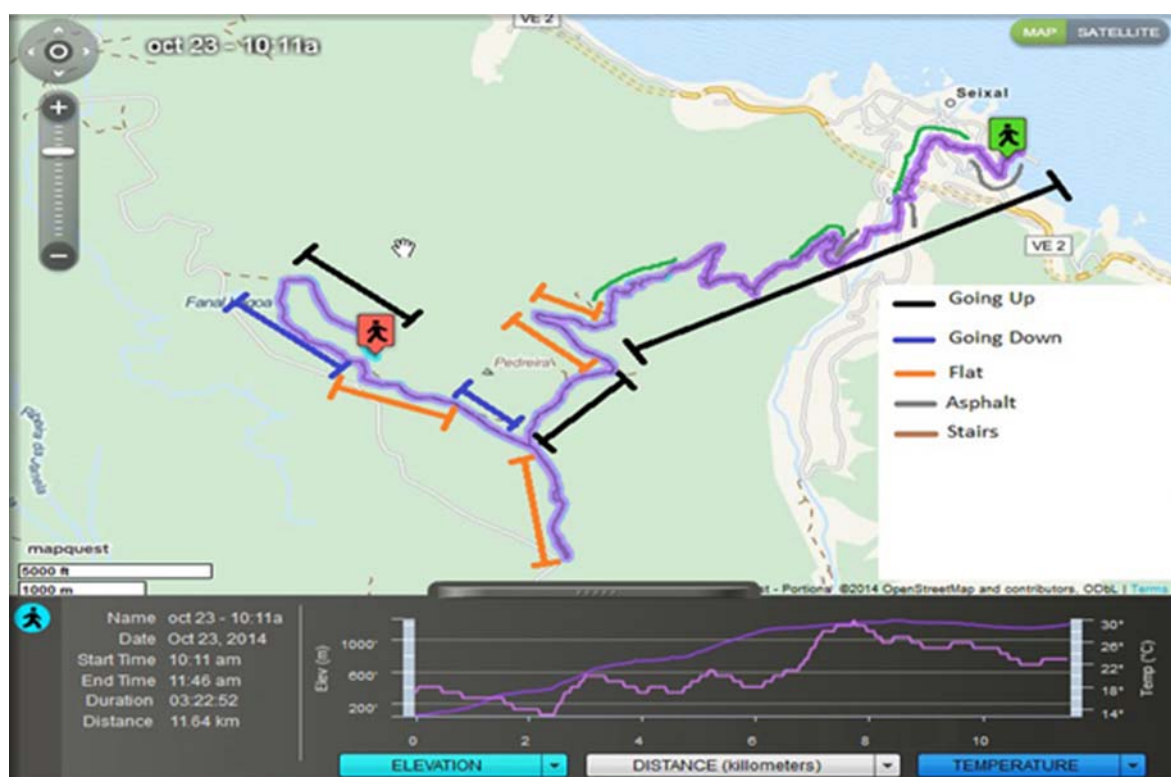 VE 2
oct 23 - 10:11a
MAP SATELLITE
Seixal
VE 2
Fanal Lagoa
Pedreira
Going Up
Going Down
Flat
Asphalt
Stairs
mapquest
5000 ft
1000 m
st - Portions ©2014 OpenStreetMap and contributors, ODbL | Terms
Name oct 23 - 10:11a
Date Oct 23, 2014
Start Time 10:11 am
End Time 11:46 am
Duration 03:22:52
Distance 11.64 km
Elev (m)
1000'
600'
200'
30°
26°
22°
18°
14°
Temp (°C)
0 2 4 6 8 10
ELEVATION
DISTANCE (killometers)
TEMPERATURE